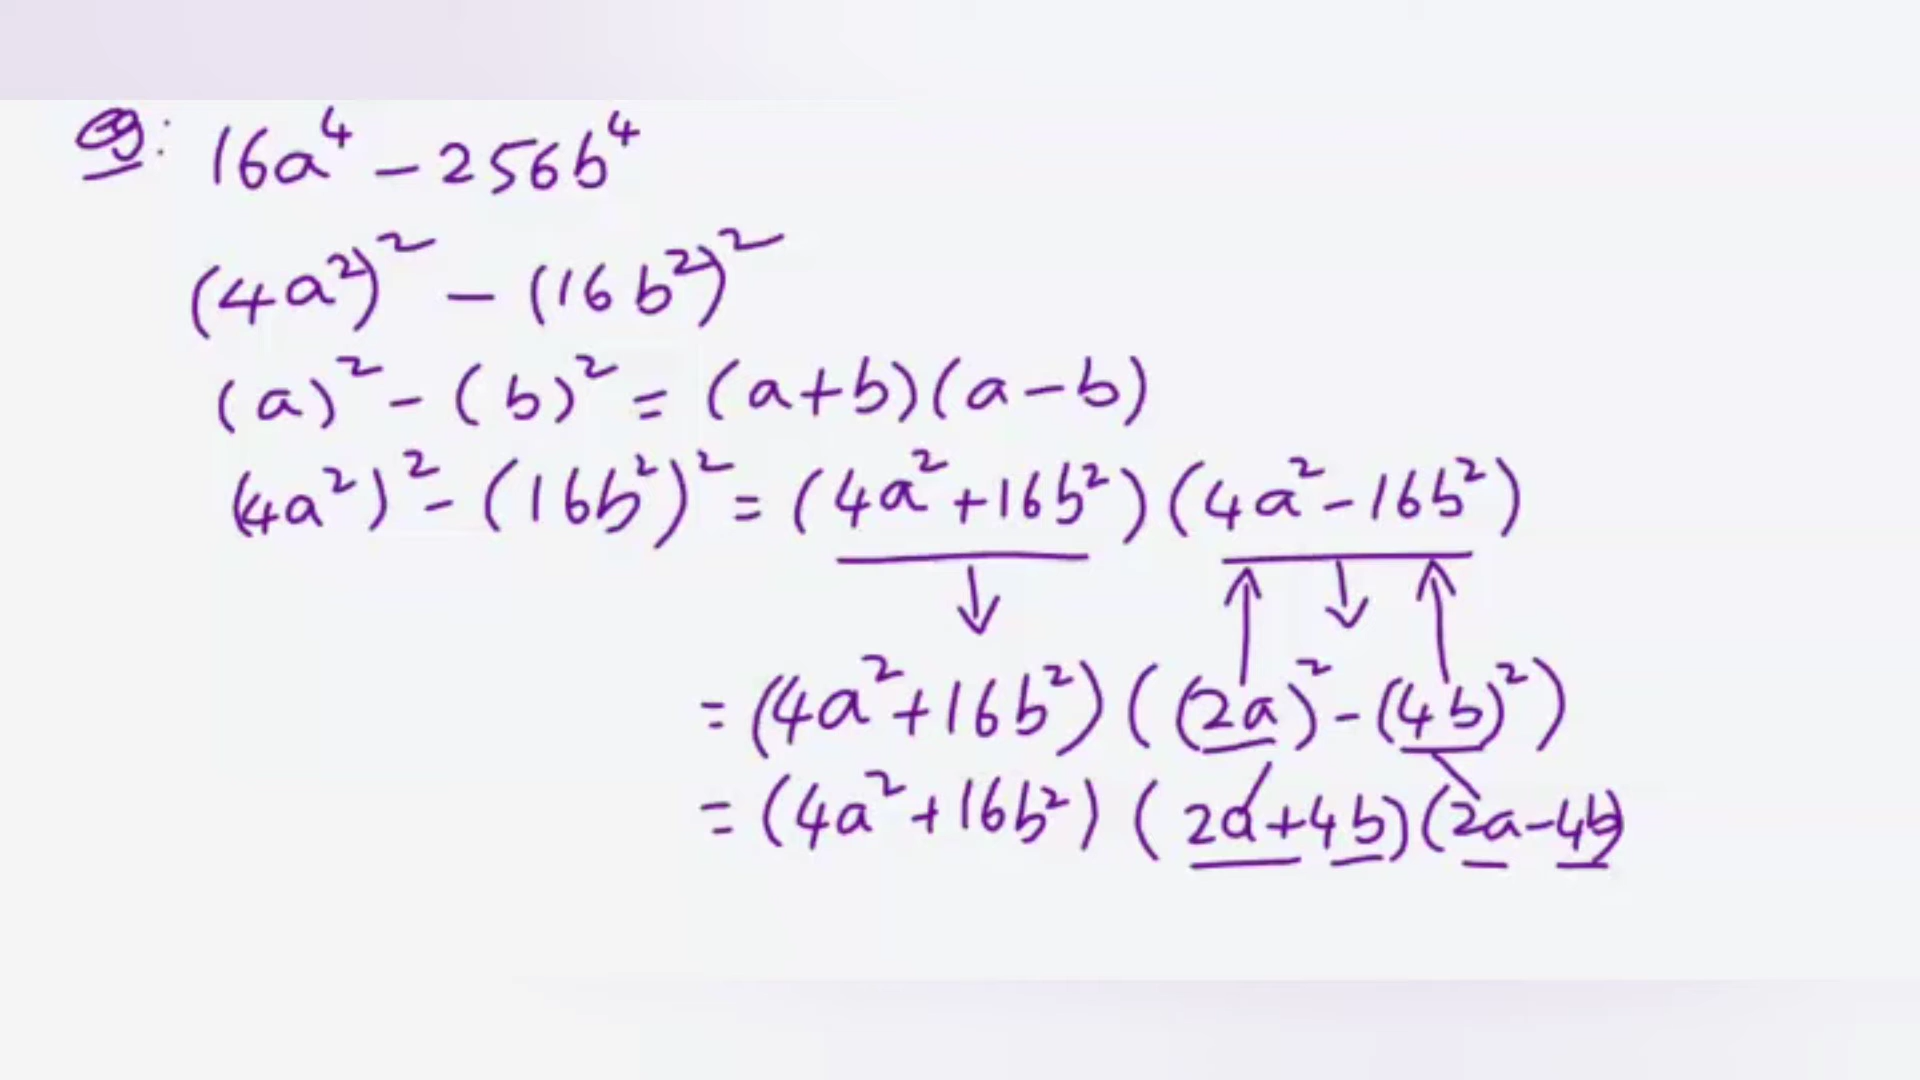 Eg: 16a⁴ - 256b⁴
(4a²)² - (16b²)²
(a)² - (b)² = (a+b)(a-b)
(4a²)² - (16b²)² = (4a²+16b²)(4a²-16b²)
= (4a²+16b²)((2a)²-(4b)²)
= (4a²+16b²)(2a+4b)(2a-4b)